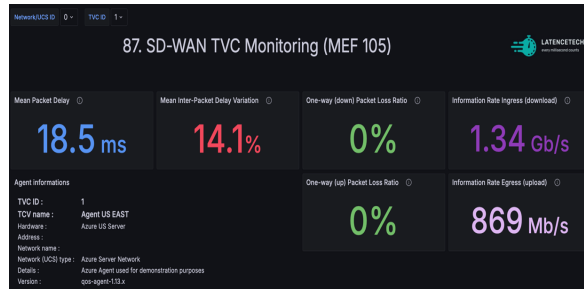 Network/UCS ID 0 TVC ID 1
87. SD-WAN TVC Monitoring (MEF 105)
LATENCETECH
every millisecond counts
Mean Packet Delay
Mean Inter-Packet Delay Variation
One-way (down) Packet Loss Ratio
Information Rate Ingress (download)
18.5 ms
14.1%
0%
1.34 Gb/s
Agent informations
TVC ID : 1
TCV name : Agent US EAST
Hardware : Azure US Server
Address :
Network name :
Network (UCS) type : Azure Server Network
Details : Azure Agent used for demonstration purposes
Version : qos-agent-1.13.x
One-way (up) Packet Loss Ratio
Information Rate Egress (upload)
0%
869 Mb/s